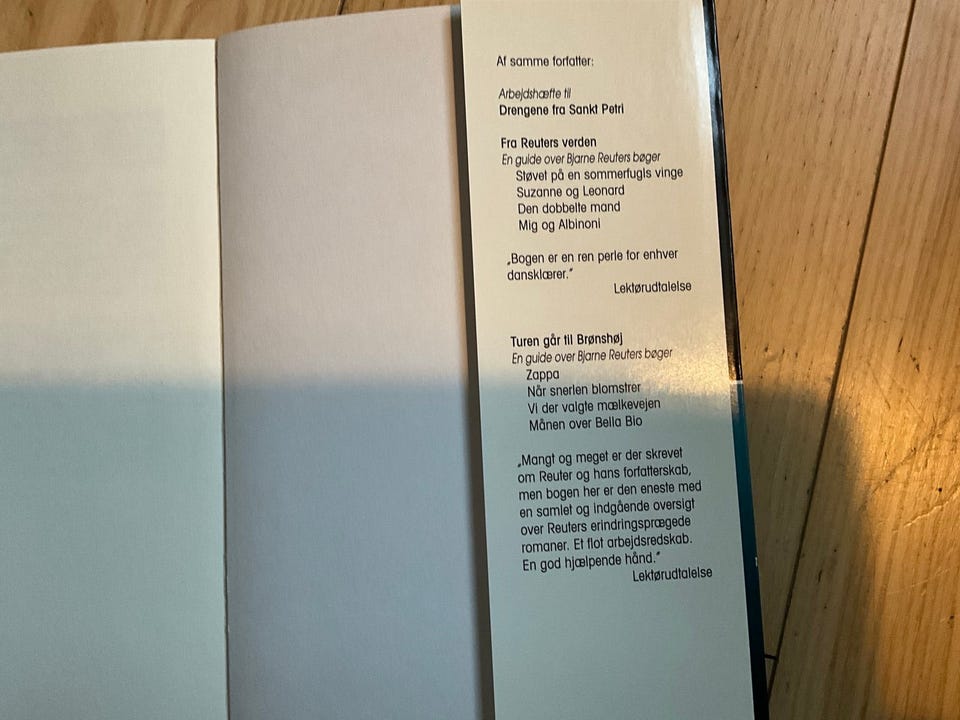 Af samme forfatter:
Arbejdshæfte til
Drengene fra Sankt Petri
Fra Reuters verden
En guide over Bjarne Reuters bøger
Støvet på en sommerfugls vinge
Suzanne og Leonard
Den dobbelte mand
Mig og Albinoni
„Bogen er en ren perle for enhver
dansklærer.“
Lektørudtalelse
Turen går til Brønshøj
En guide over Bjarne Reuters bøger
Zappa
Når snerlen blomstrer
Vi der valgte mælkevejen
Månen over Bella Bio
„Mangt og meget er der skrevet
om Reuter og hans forfatterskab,
men bogen her er den eneste med
en samlet og indgående oversigt
over Reuters erindringsprægede
romaner. Et flot arbejdsredskab.
En god hjælpende hånd.“
Lektørudtalelse